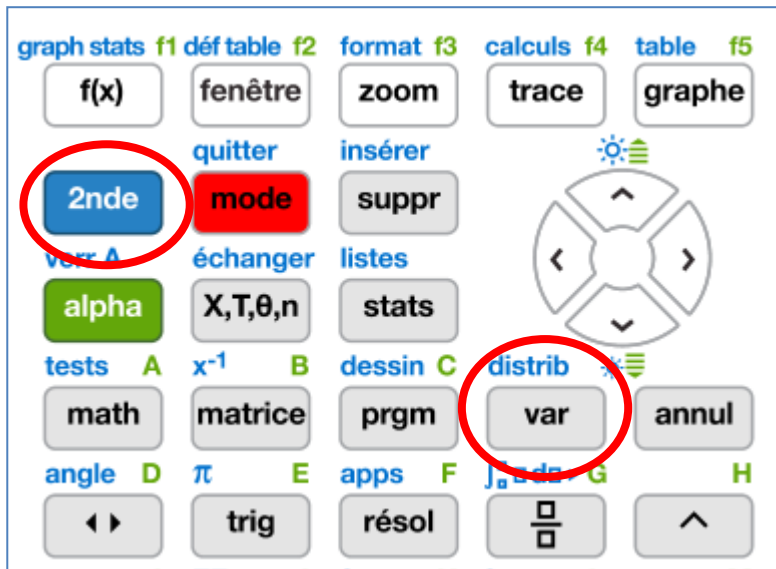 graph stats f1 déf table f2 format f3 calculs f4 table f5
f(x) fenêtre zoom trace graphe
quitter insérer
2nde mode suppr
verr A échanger listes
alpha X,T,θ,n stats
tests A x⁻¹ B dessin C distrib
math matrice prgm var annul
angle D π E apps F ∫ d G H
trig résol